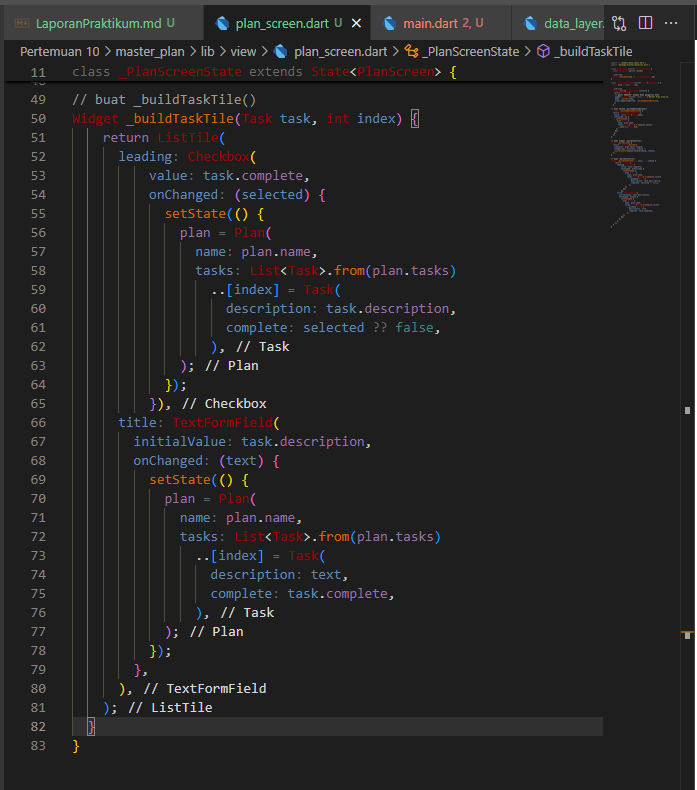 LaporanPraktikum.md U
plan_screen.dart U
main.dart 2, U
data_layer.
Pertemuan 10 > master_plan > lib > view > plan_screen.dart > _PlanScreenState > _buildTaskTile
11 class _PlanScreenState extends State<PlanScreen> {
49 // buat _buildTaskTile()
50 Widget _buildTaskTile(Task task, int index) {
51     return ListTile(
52       leading: Checkbox(
53           value: task.complete,
54           onChanged: (selected) {
55             setState(() {
56               plan = Plan(
57                 name: plan.name,
58                 tasks: List<Task>.from(plan.tasks)
59                   ..[index] = Task(
60                     description: task.description,
61                     complete: selected ?? false,
62                   ), // Task
63               ); // Plan
64             });
65           }), // Checkbox
66       title: TextFormField(
67         initialValue: task.description,
68         onChanged: (text) {
69           setState(() {
70             plan = Plan(
71               name: plan.name,
72               tasks: List<Task>.from(plan.tasks)
73                 ..[index] = Task(
74                   description: text,
75                   complete: task.complete,
76                 ), // Task
77             ); // Plan
78           });
79         },
80       ), // TextFormField
81     ); // ListTile
82   }
83 }